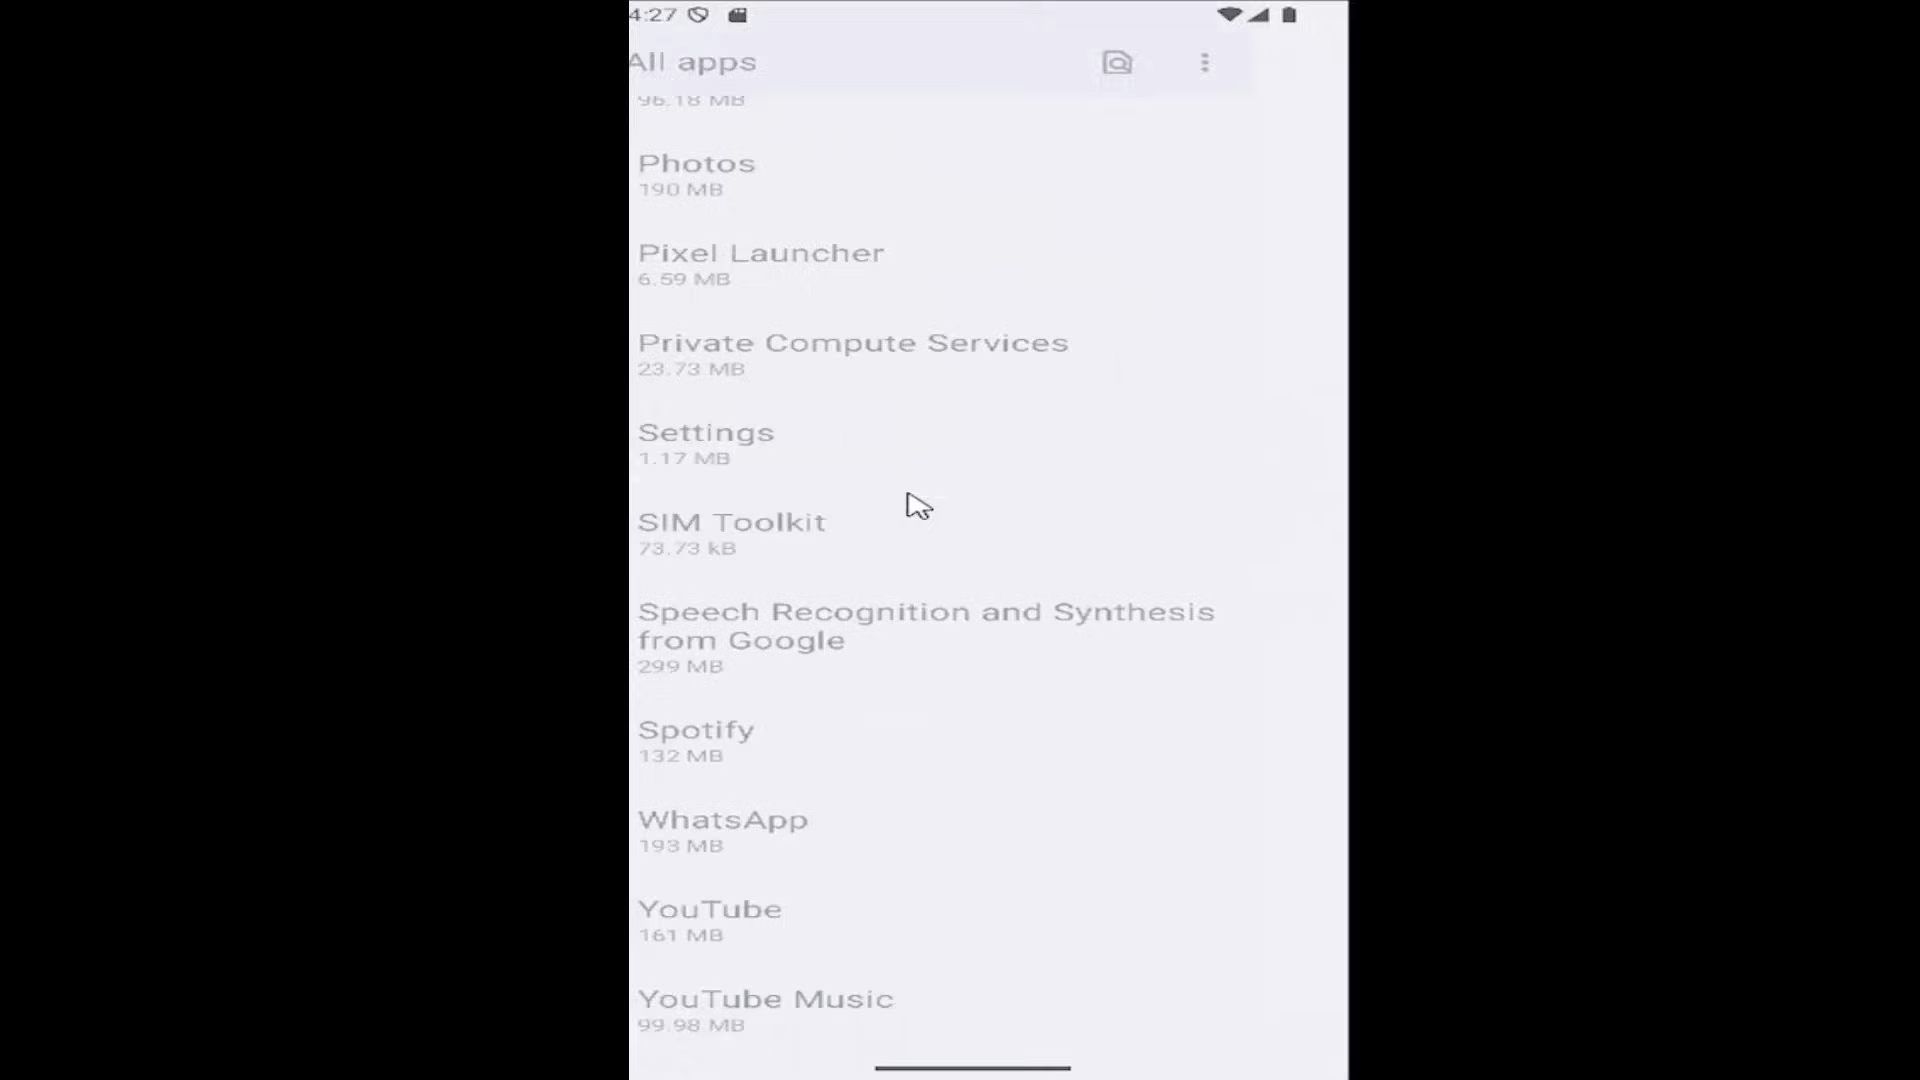 4:27
All apps
96.18 MB
Photos
190 MB
Pixel Launcher
6.59 MB
Private Compute Services
23.73 MB
Settings
1.17 MB
SIM Toolkit
73.73 kB
Speech Recognition and Synthesis
from Google
299 MB
Spotify
132 MB
WhatsApp
193 MB
YouTube
161 MB
YouTube Music
99.98 MB